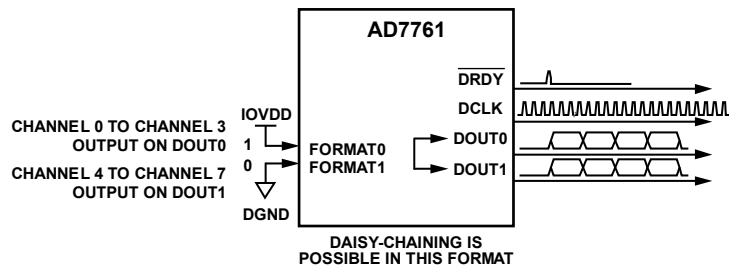 AD7761
DRDY
IOVDD
DCLK
CHANNEL 0 TO CHANNEL 3
OUTPUT ON DOUT0
1
FORMAT0
DOUT0
0
FORMAT1
DOUT1
CHANNEL 4 TO CHANNEL 7
OUTPUT ON DOUT1
DGND
DAISY-CHAINING IS
POSSIBLE IN THIS FORMAT